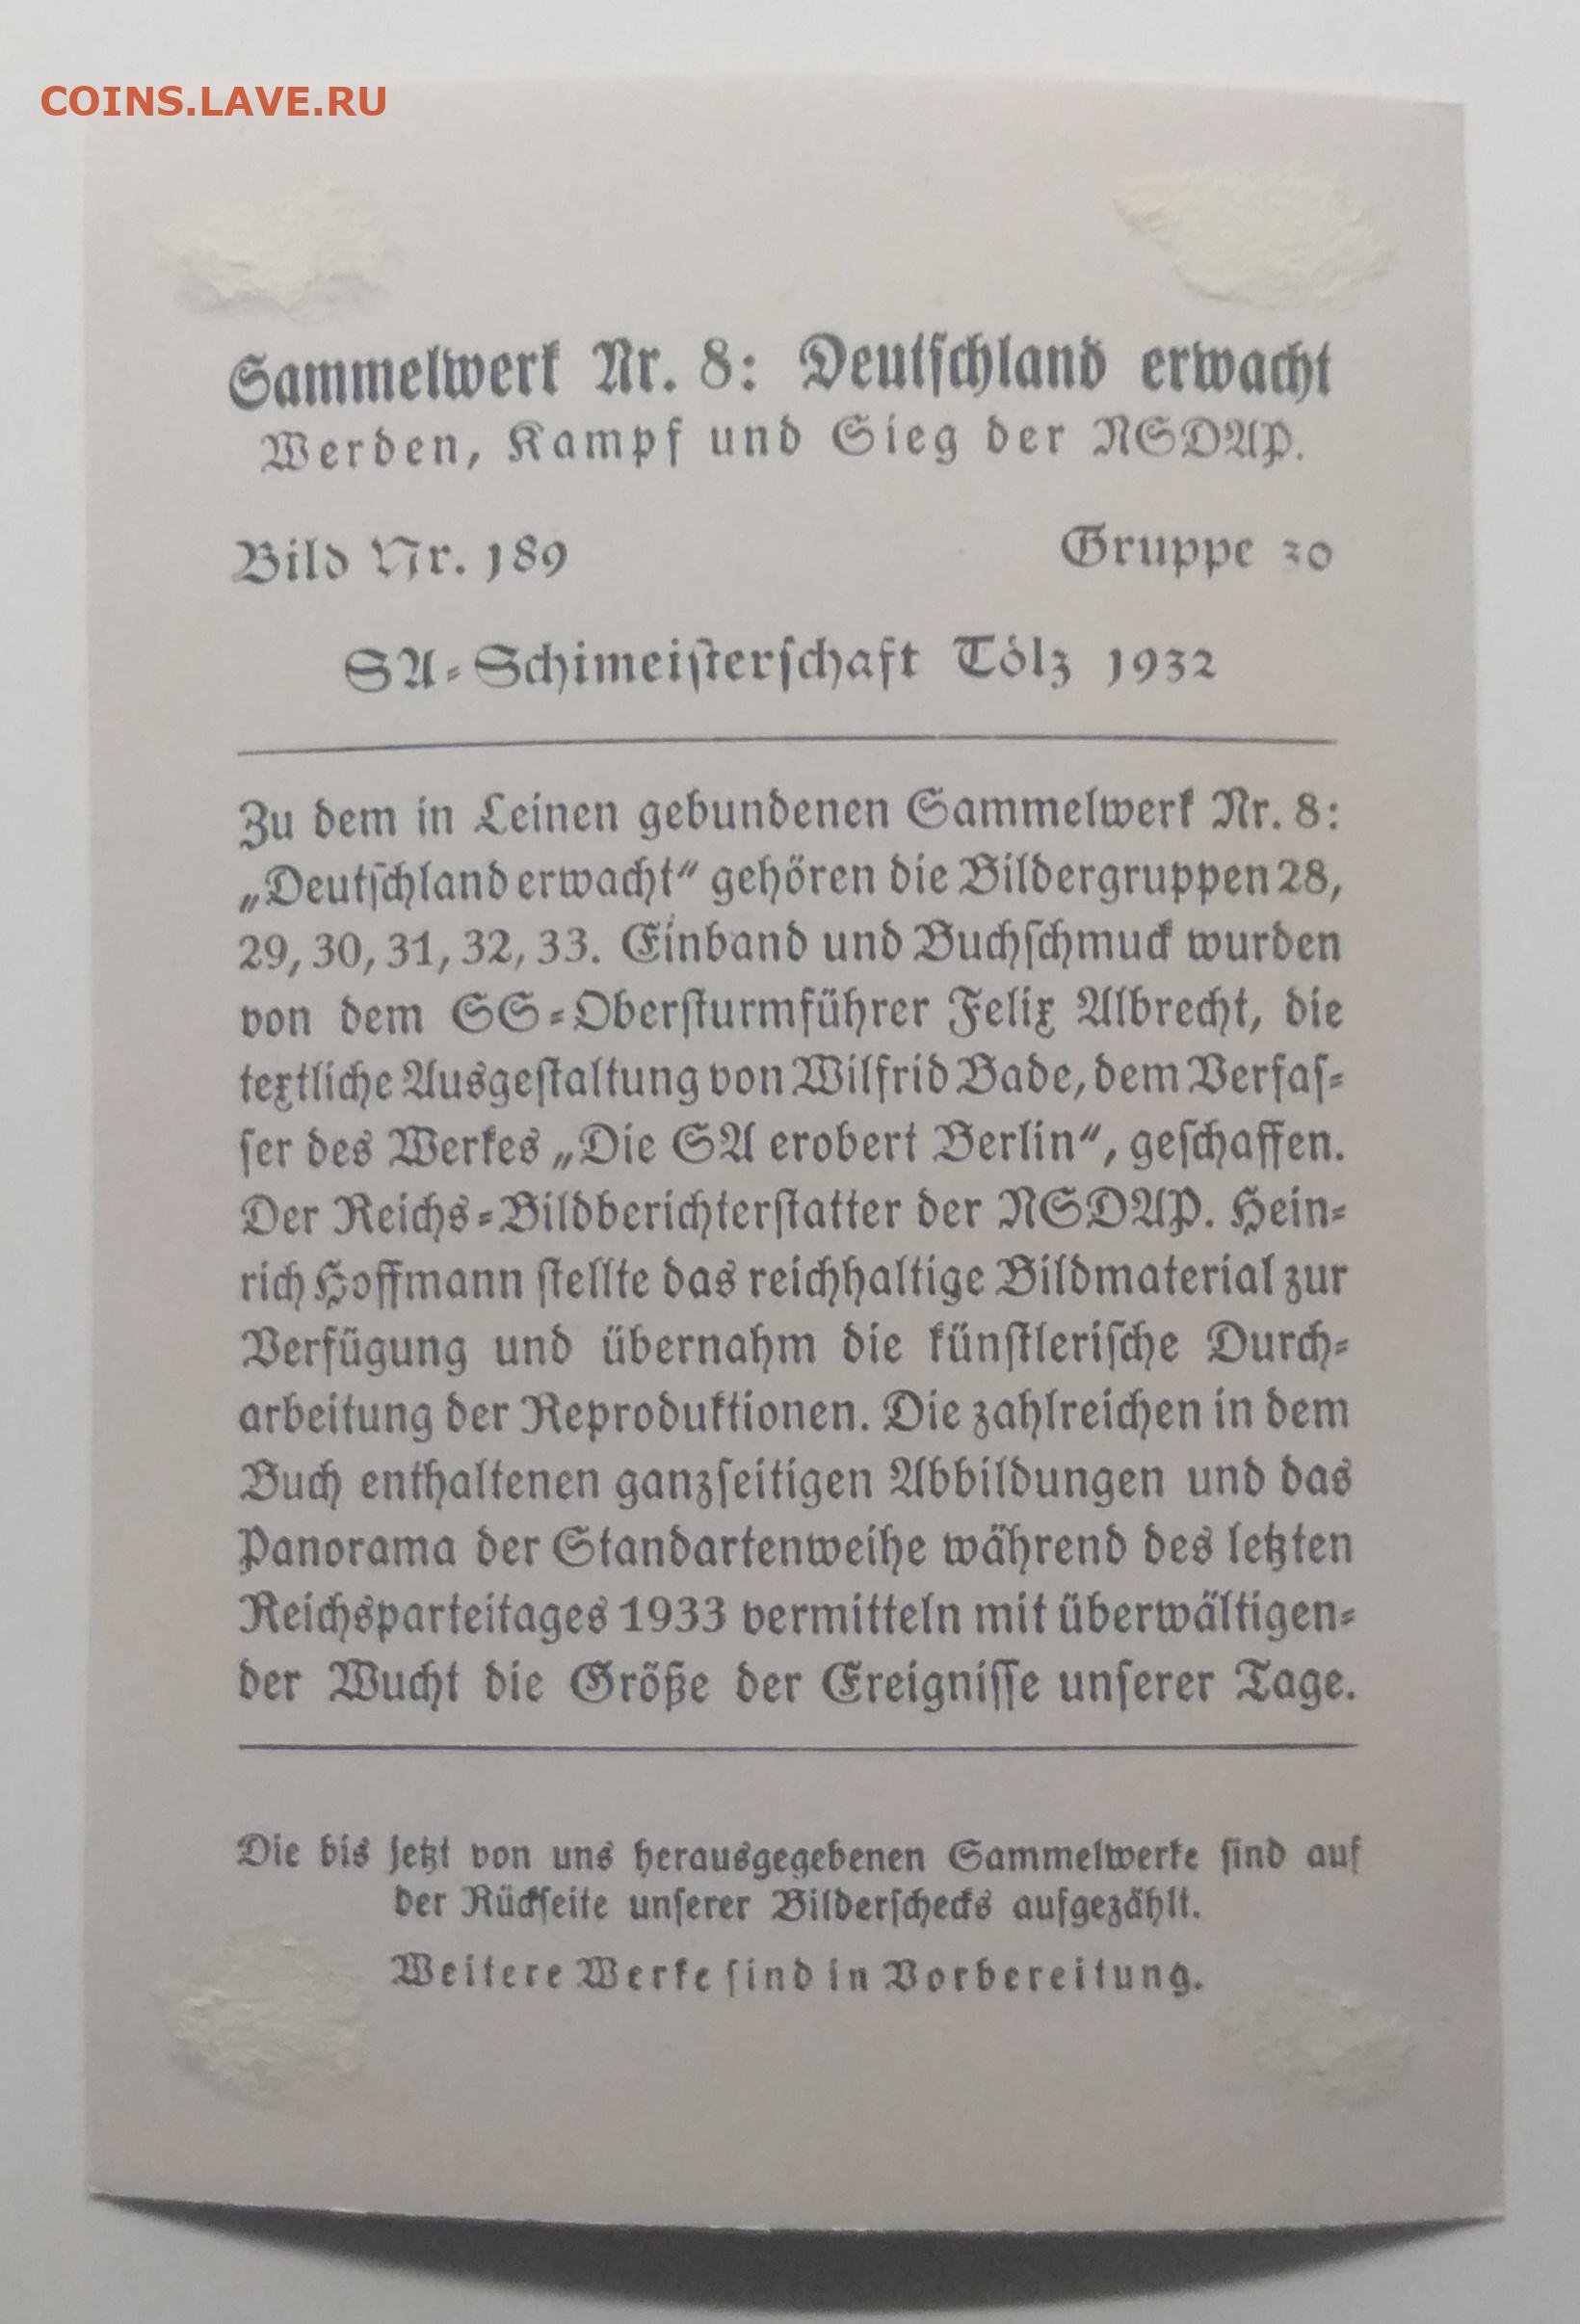 COINS.LAVE.RU
Sammelwerk Nr. 8: Deutschland erwacht
Werden, Kampf und Sieg der NSDAP.
Bild Nr. 189 Gruppe 30
SA-Schimeisterschaft Tölz 1932
Zu dem in Leinen gebundenen Sammelwerk Nr. 8:
„Deutschland erwacht“ gehören die Bildergruppen 28,
29, 30, 31, 32, 33. Einband und Buchschmuck wurden
von dem SS-Obersturmführer Felix Albrecht, die
textliche Ausgestaltung von Wilfrid Bade, dem Verfas-
ser des Werkes „Die SA erobert Berlin“, geschaffen.
Der Reichs-Bildberichterstatter der NSDAP. Hein-
rich Hoffmann stellte das reichhaltige Bildmaterial zur
Verfügung und übernahm die künstlerische Durch-
arbeitung der Reproduktionen. Die zahlreichen in dem
Buch enthaltenen ganzseitigen Abbildungen und das
Panorama der Standartenweihe während des letzten
Reichsparteitages 1933 vermitteln mit überwältigen-
der Wucht die Größe der Ereignisse unserer Tage.
Die bis jetzt von uns herausgegebenen Sammelwerke sind auf
der Rückseite unserer Bilderschecks aufgezählt.
Weitere Werke sind in Vorbereitung.